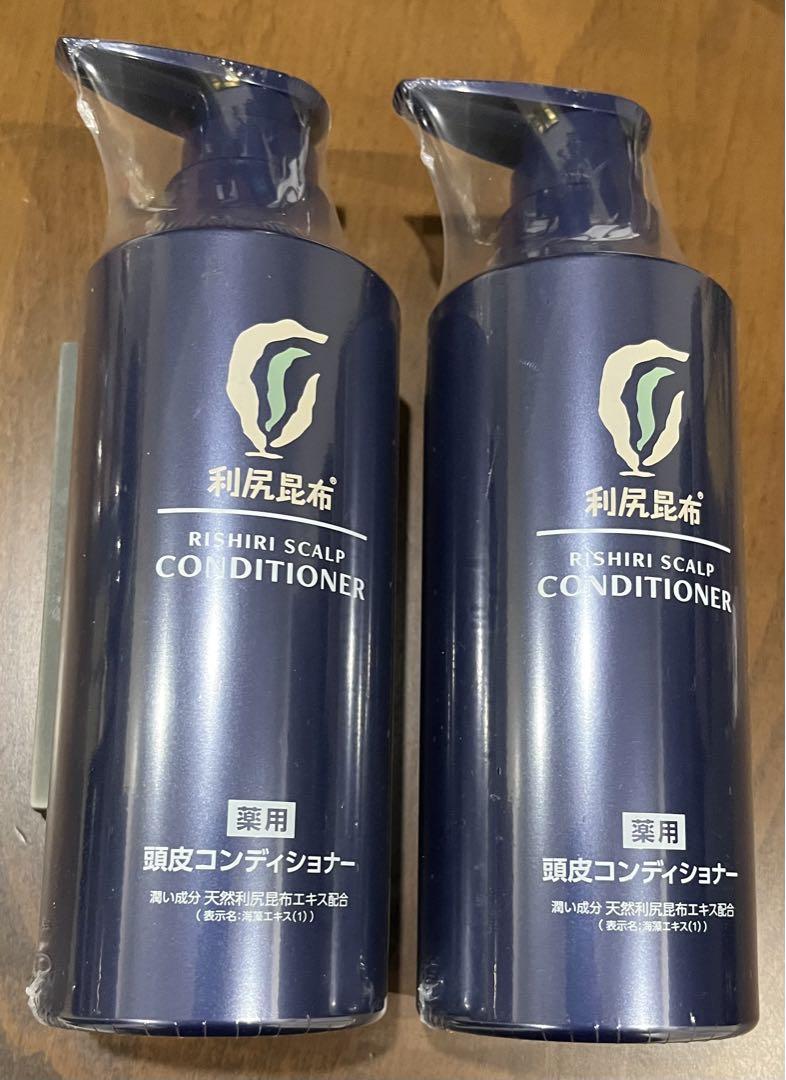 利尻昆布®
RISHIRI SCALP
CONDITIONER
薬用
頭皮コンディショナー
潤い成分 天然利尻昆布エキス配合
(表示名:海藻エキス(1))
利尻昆布®
RISHIRI SCALP
CONDITIONER
薬用
頭皮コンディショナー
潤い成分 天然利尻昆布エキス配合
(表示名:海藻エキス(1))